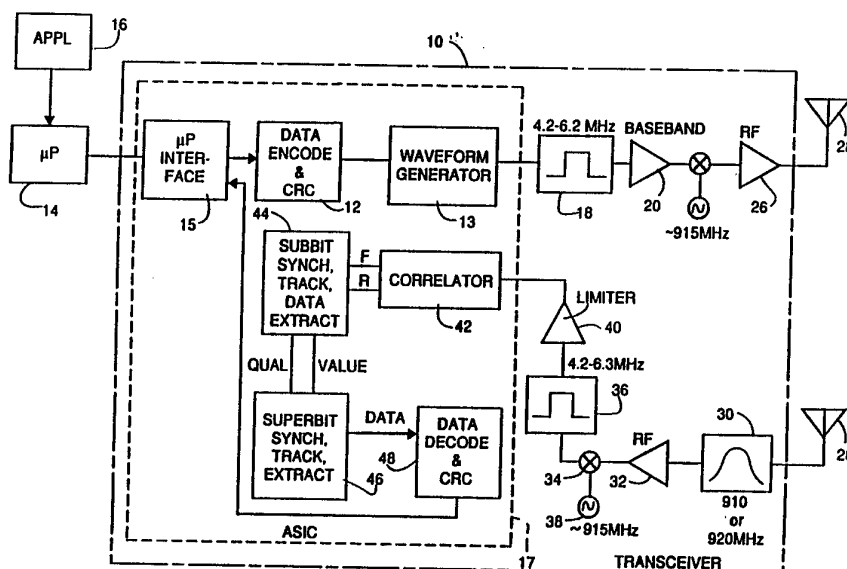 APPL
16
10
µP
14
µP
INTER-
FACE
15
DATA
ENCODE
&
CRC
12
WAVEFORM
GENERATOR
13
4.2-6.2 MHz
18
BASEBAND
20
~915MHz
RF
26
44
SUBBIT
SYNCH,
TRACK,
DATA
EXTRACT
F
R
CORRELATOR
42
LIMITER
40
QUAL
VALUE
4.2-6.3MHz
36
SUPERBIT
SYNCH,
TRACK,
EXTRACT
46
DATA
48
DATA
DECODE
&
CRC
34
38
~915MHz
RF
32
30
910
or
920MHz
ASIC
17
TRANSCEIVER